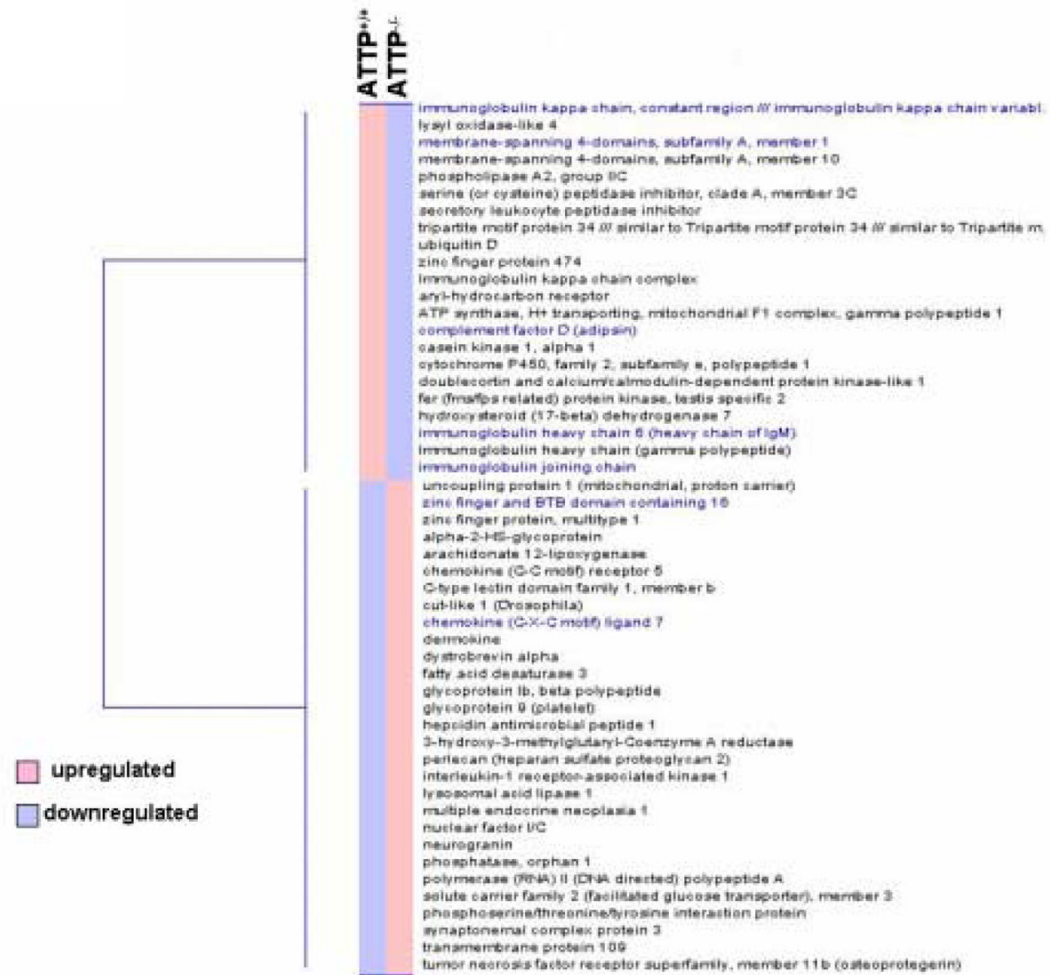 ATTP+/+
ATTP-/-
immunoglobulin kappa chain, constant region /// immunoglobulin kappa chain variabl.
lysyl oxidase-like 4
membrane-spanning 4-domains, subfamily A, member 1
membrane-spanning 4-domains, subfamily A, member 10
phospholipase A2, group IIC
serine (or cysteine) peptidase inhibitor, clade A, member 3C
secretory leukocyte peptidase inhibitor
tripartite motif protein 34 /// similar to Tripartite motif protein 34 /// similar to Tripartite m.
ubiquitin D
zinc finger protein 474
Immunoglobulin kappa chain complex
aryl-hydrocarbon receptor
ATP synthase, H+ transporting, mitochondrial F1 complex, gamma polypeptide 1
complement factor D (adipsin)
casein kinase 1, alpha 1
cytochrome P450, family 2, subfamily e, polypeptide 1
doublecortin and calcium/calmodulin-dependent protein kinase-like 1
fer (fms/fps related) protein kinase, testis specific 2
hydroxysteroid (17-beta) dehydrogenase 7
immunoglobulin heavy chain 6 (heavy chain of IgM)
Immunoglobulin heavy chain (gamma polypeptide)
immunoglobulin joining chain
uncoupling protein 1 (mitochondrial, proton carrier)
zinc finger and BTB domain containing 16
zinc finger protein, multitype 1
alpha-2-HS-glycoprotein
arachidonate 12-lipoxygenase
chemokine (C-C motif) receptor 5
C-type lectin domain family 1, member b
cut-like 1 (Drosophila)
chemokine (C-X-C motif) ligand 7
dermokine
dystrobrevin alpha
fatty acid desaturase 3
glycoprotein Ib, beta polypeptide
glycoprotein 9 (platelet)
hepcidin antimicrobial peptide 1
3-hydroxy-3-methylglutaryl-Coenzyme A reductase
perlecan (heparan sulfate proteoglycan 2)
interleukin-1 receptor-associated kinase 1
lysosomal acid lipase 1
multiple endocrine neoplasia 1
nuclear factor I/C
neurogranin
phosphatase, orphan 1
polymerase (RNA) II (DNA directed) polypeptide A
solute carrier family 2 (facilitated glucose transporter), member 3
phosphoserine/threonine/tyrosine interaction protein
synaptonemal complex protein 3
transmembrane protein 109
tumor necrosis factor receptor superfamily, member 11b (osteoprotegerin)
upregulated
downregulated